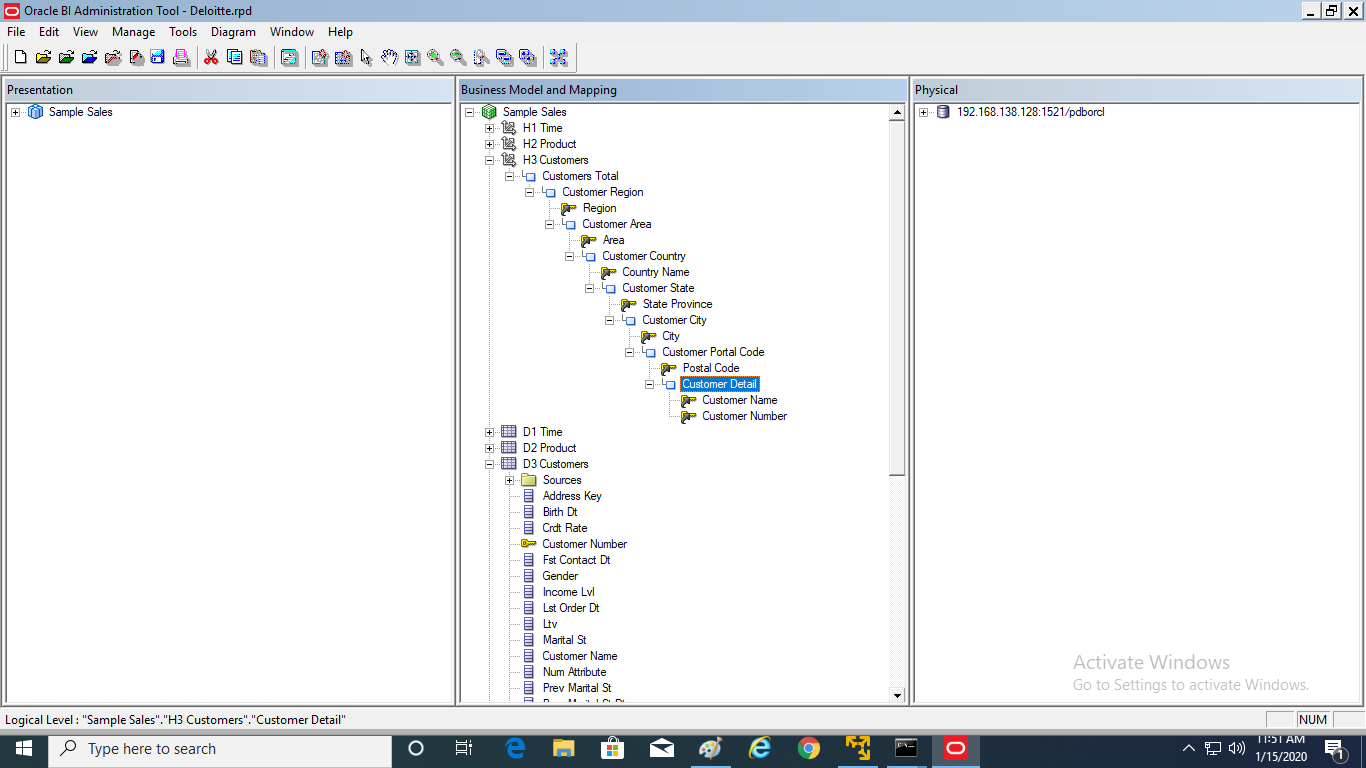 Oracle BI Administration Tool - Deloitte.rpd
File Edit View Manage Tools Diagram Window Help
Presentation
Sample Sales
Business Model and Mapping
Sample Sales
H1 Time
H2 Product
H3 Customers
Customers Total
Customer Region
Region
Customer Area
Area
Customer Country
Country Name
Customer State
State Province
Customer City
City
Customer Portal Code
Postal Code
Customer Detail
Customer Name
Customer Number
D1 Time
D2 Product
D3 Customers
Sources
Address Key
Birth Dt
Crdt Rate
Customer Number
Fst Contact Dt
Gender
Income Lvl
Lst Order Dt
Ltv
Marital St
Customer Name
Num Attribute
Prev Marital St
Physical
192.168.138.128:1521/pdborcl
Activate Windows
Go to Settings to activate Windows.
Logical Level : "Sample Sales"."H3 Customers"."Customer Detail"
NUM
Type here to search
11:51 AM
1/15/2020
1